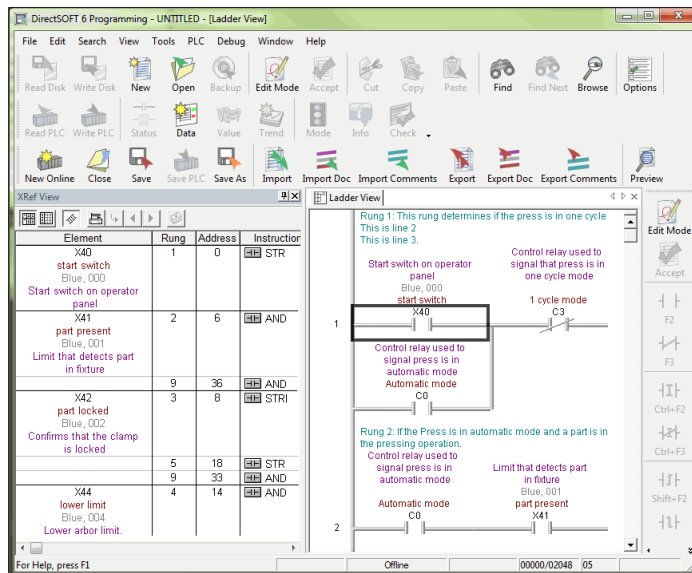 DirectSOFT 6 Programming - UNTITLED - [Ladder View]
File Edit Search View Tools PLC Debug Window Help
Read Disk Write Disk New Open Backup Edit Mode Accept Cut Copy Paste Find Find Next Browse Options
Read PLC Write PLC Status Data Value Trend Mode Info Check
New Online Close Save Save PLC Save As Import Import Doc Import Comments Export Export Doc Export Comments Preview
XRef View
Element Rung Address Instruction
X40 1 0 STR
start switch
Blue, 000
Start switch on operator
panel
X41 2 6 AND
part present
Blue, 001
Limit that detects part
in fixture
9 36 AND
X42 3 8 STRI
part locked
Blue, 002
Confirms that the clamp
is locked
5 18 STR
9 33 AND
X44 4 14 AND
lower limit
Blue, 004
Lower arbor limit.
Ladder View
Rung 1: This rung determines if the press is in one cycle
This is line 2
This is line 3.
Start switch on operator
panel
Blue, 000
start switch
X40
Control relay used to
signal that press is in
one cycle mode
1 cycle mode
C3
1
Control relay used to
signal press is in
automatic mode
Automatic mode
C0
Rung 2: If the Press is in automatic mode and a part is in
the pressing operation.
Control relay used to
signal press is in
automatic mode
Automatic mode
C0
Limit that detects part
in fixture
Blue, 001
part present
X41
2
Edit Mode
Accept
F2
F3
Ctrl+F2
Ctrl+F3
Shift+F2
For Help, press F1 Offline 00000/02048 05